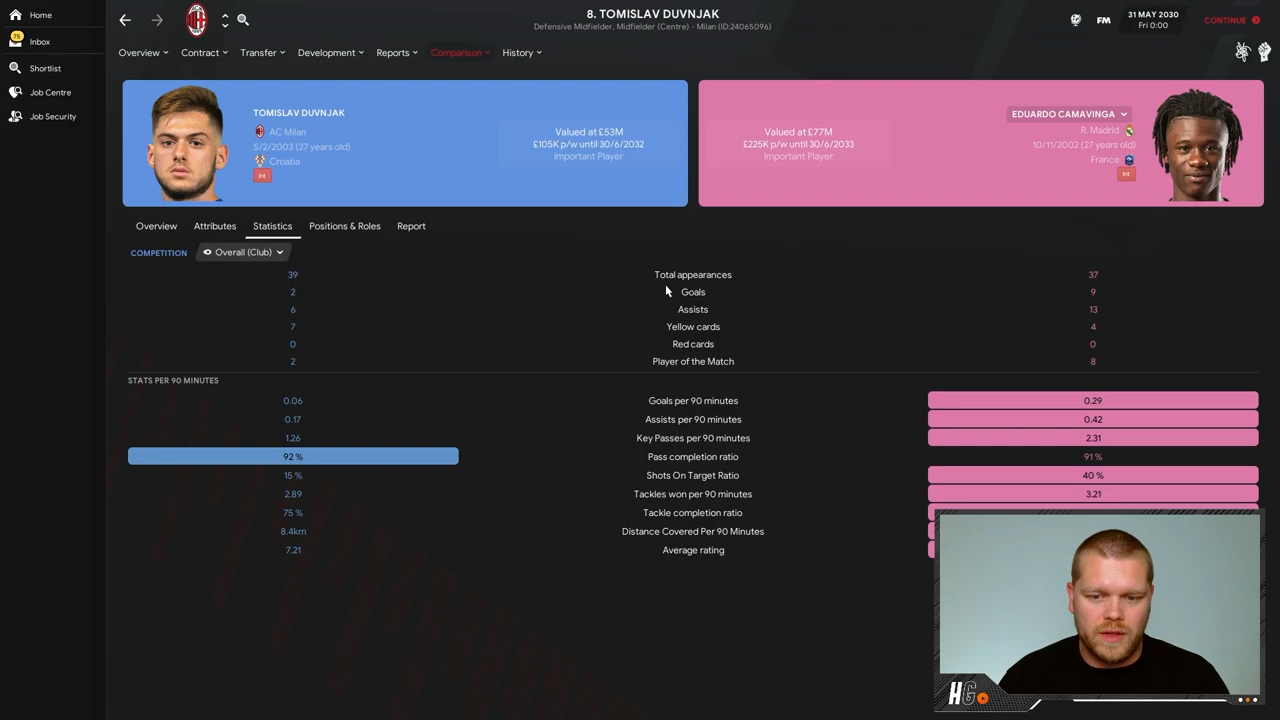 Home
75
Inbox
Shortlist
Job Centre
Job Security
8. TOMISLAV DUVNJAK
Defensive Midfielder, Midfielder (Centre) - Milan (ID:24065096)
FM
31 MAY 2030
Fri 0:00
CONTINUE
Overview
Contract
Transfer
Development
Reports
Comparison
History
TOMISLAV DUVNJAK
AC Milan
5/2/2003 (27 years old)
Croatia
Int
Valued at £53M
£105K p/w until 30/6/2032
Important Player
Valued at £77M
£225K p/w until 30/6/2033
Important Player
EDUARDO CAMAVINGA
R. Madrid
10/11/2002 (27 years old)
France
Int
Overview Attributes Statistics Positions & Roles Report
COMPETITION Overall (Club)
39 Total appearances 37
2 Goals 9
6 Assists 13
7 Yellow cards 4
0 Red cards 0
2 Player of the Match 8
STATS PER 90 MINUTES
0.06 Goals per 90 minutes 0.29
0.17 Assists per 90 minutes 0.42
1.26 Key Passes per 90 minutes 2.31
92 % Pass completion ratio 91 %
15 % Shots On Target Ratio 40 %
2.89 Tackles won per 90 minutes 3.21
75 % Tackle completion ratio
8.4km Distance Covered Per 90 Minutes
7.21 Average rating
HG